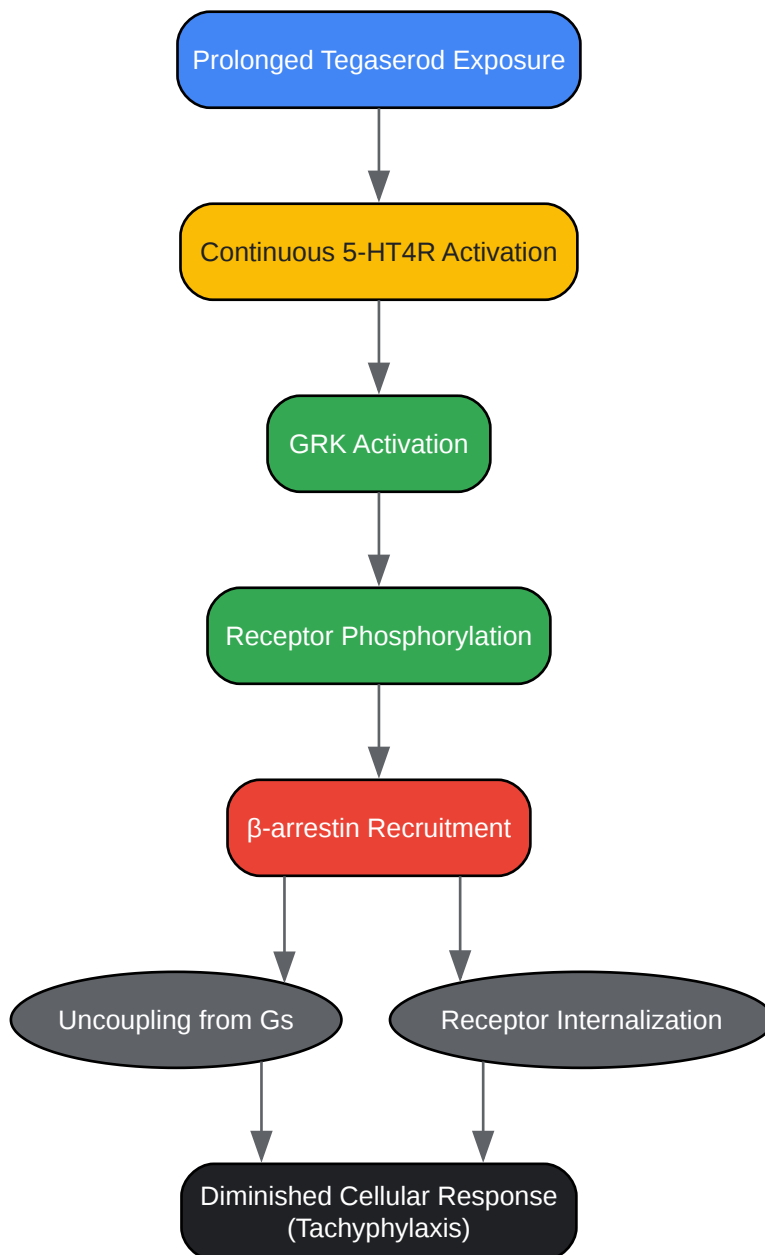 Prolonged Tegaserod Exposure
Continuous 5-HT4R Activation
GRK Activation
Receptor Phosphorylation
β-arrestin Recruitment
Uncoupling from Gs
Receptor Internalization
Diminished Cellular Response
(Tachyphylaxis)